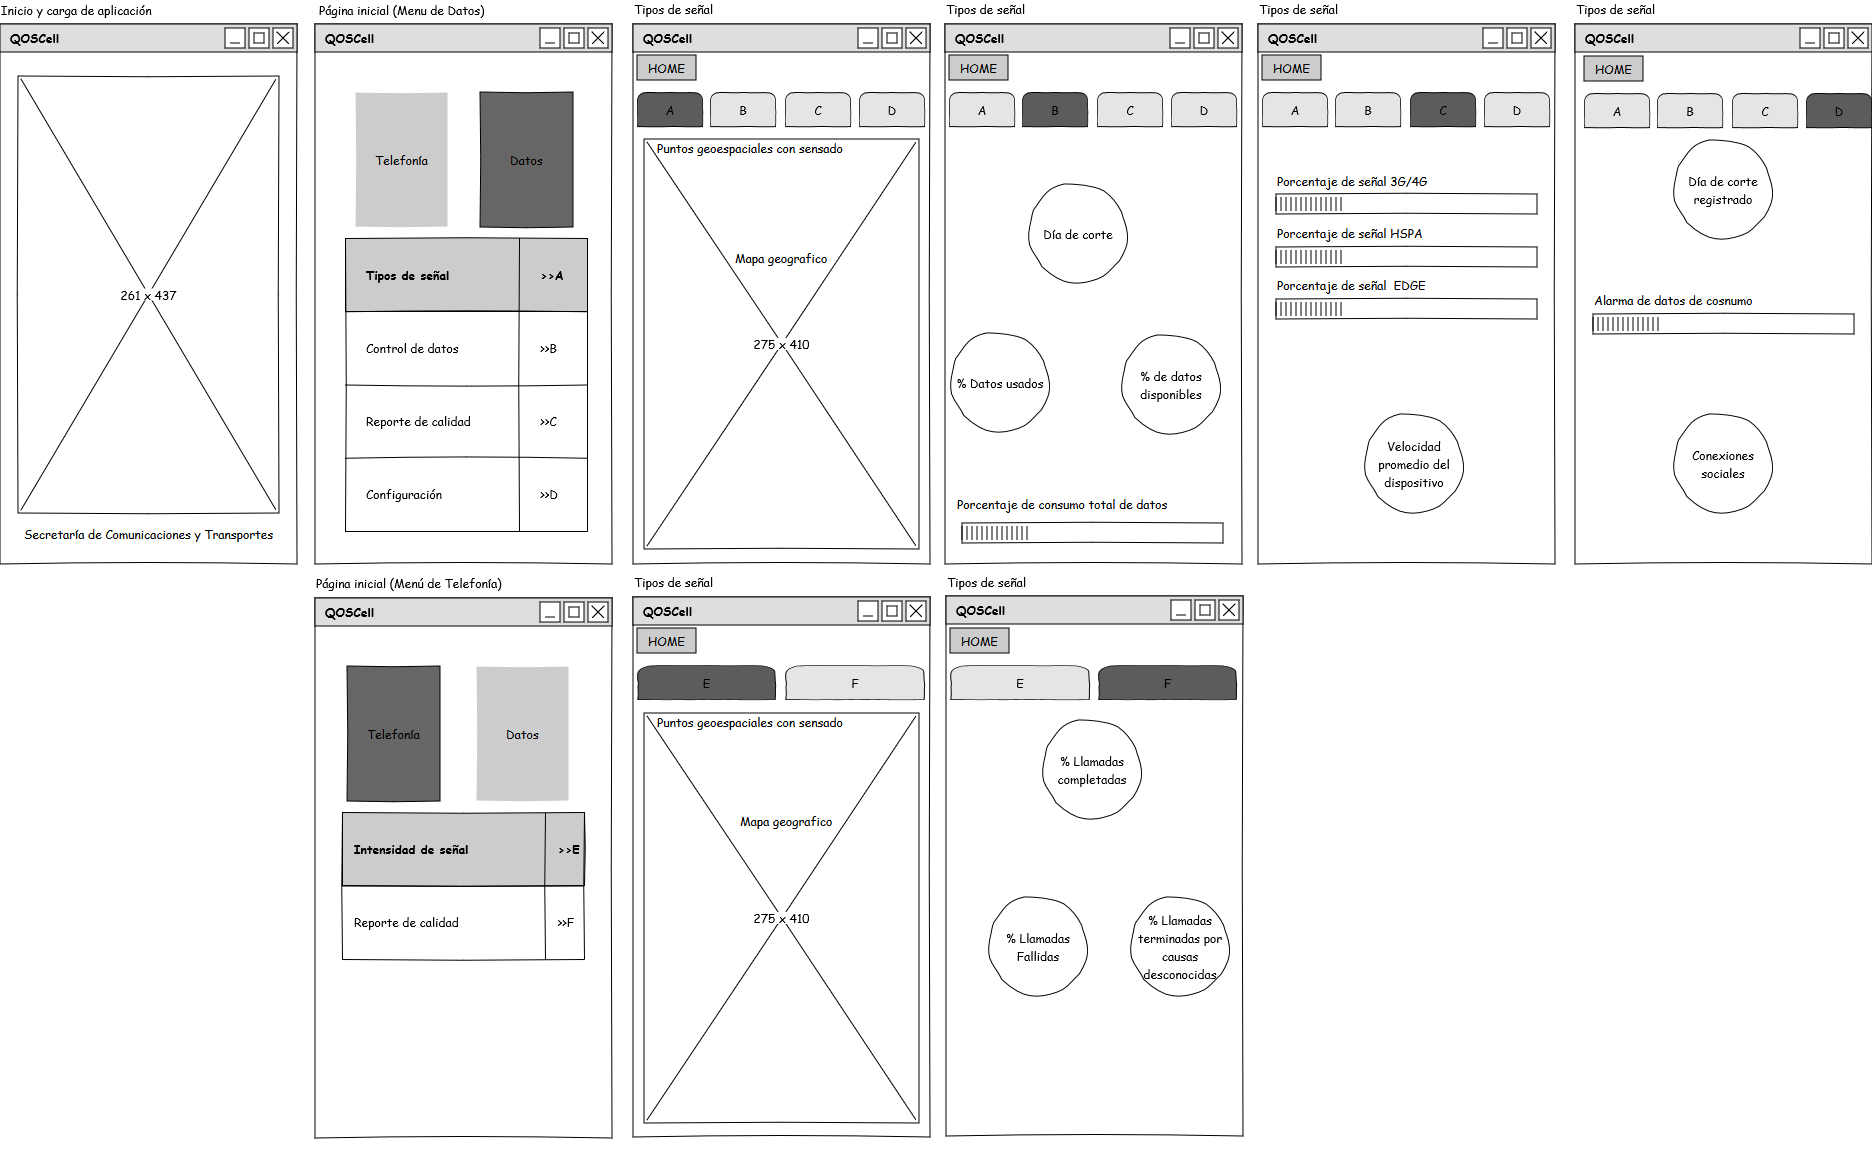 Inicio y carga de aplicación
QOSCell
261 x 437
Secretaría de Comunicaciones y Transportes
Página inicial (Menu de Datos)
QOSCell
Telefonía
Datos
Tipos de señal >>A
Control de datos >>B
Reporte de calidad >>C
Configuración >>D
Tipos de señal
QOSCell
HOME
A B C D
Puntos geoespaciales con sensado
Mapa geografico
275 x 410
Tipos de señal
QOSCell
HOME
A B C D
Día de corte
% Datos usados
% de datos
disponibles
Porcentaje de consumo total de datos
Tipos de señal
QOSCell
HOME
A B C D
Porcentaje de señal 3G/4G
Porcentaje de señal HSPA
Porcentaje de señal EDGE
Velocidad
promedio del
dispositivo
Tipos de señal
QOSCell
HOME
A B C D
Día de corte
registrado
Alarma de datos de cosnumo
Conexiones
sociales
Página inicial (Menú de Telefonía)
QOSCell
Telefonía
Datos
Intensidad de señal >>E
Reporte de calidad >>F
Tipos de señal
QOSCell
HOME
E F
Puntos geoespaciales con sensado
Mapa geografico
275 x 410
Tipos de señal
QOSCell
HOME
E F
% Llamadas
completadas
% Llamadas
Fallidas
% Llamadas
terminadas por
causas
desconocidas